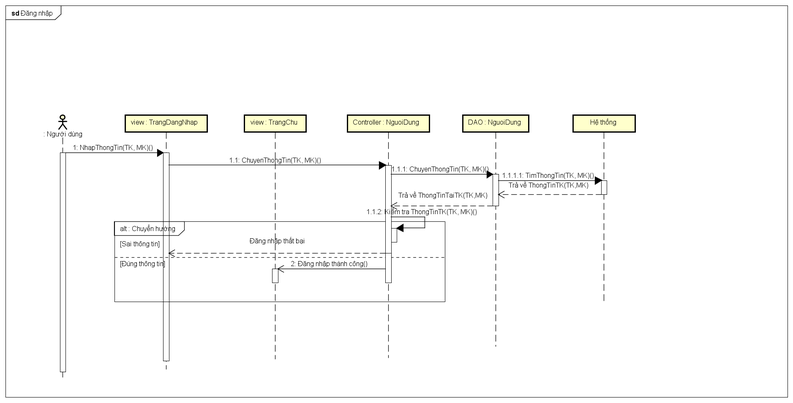 sd Đăng nhập
: Người dùng
view : TrangDangNhap
view : TrangChu
Controller : NguoiDung
DAO : NguoiDung
Hệ thống
1: NhapThongTin(TK, MK)()
1.1: ChuyenThongTin(TK, MK)()
1.1.1: ChuyenThongTin(TK, MK)()
1.1.1.1: TimThongTin(TK, MK)()
Trả về ThongTinTK(TK,MK)
Trả về ThongTinTaiTK(TK,MK)
1.1.2: Kiểm tra ThongTinTK(TK, MK)()
alt : Chuyển hướng
[Sai thông tin]
Đăng nhập thất bại
[Đúng thông tin]
2: Đăng nhập thành công()